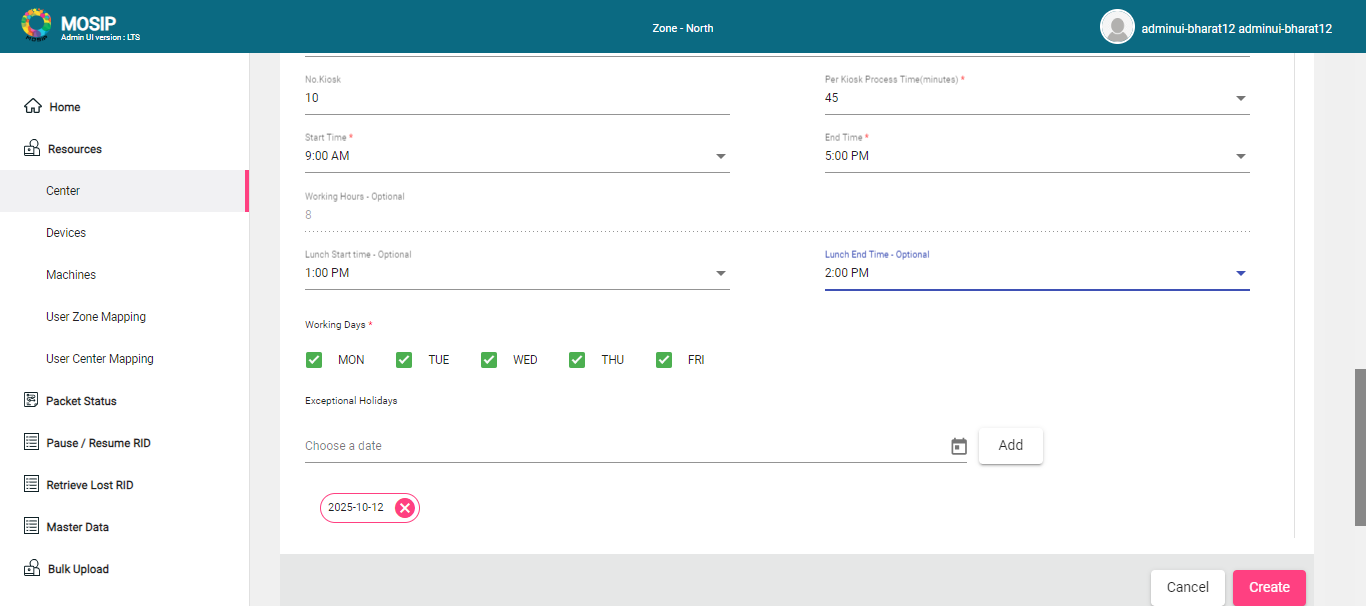 MOSIP
Admin UI version : LTS
Zone - North
adminui-bharat12 adminui-bharat12
Home
Resources
Center
Devices
Machines
User Zone Mapping
User Center Mapping
Packet Status
Pause / Resume RID
Retrieve Lost RID
Master Data
Bulk Upload
No.Kiosk
10
Per Kiosk Process Time(minutes) *
45
Start Time *
9:00 AM
End Time *
5:00 PM
Working Hours - Optional
8
Lunch Start time - Optional
1:00 PM
Lunch End Time - Optional
2:00 PM
Working Days *
MON TUE WED THU FRI
Exceptional Holidays
Choose a date
Add
2025-10-12
Cancel
Create